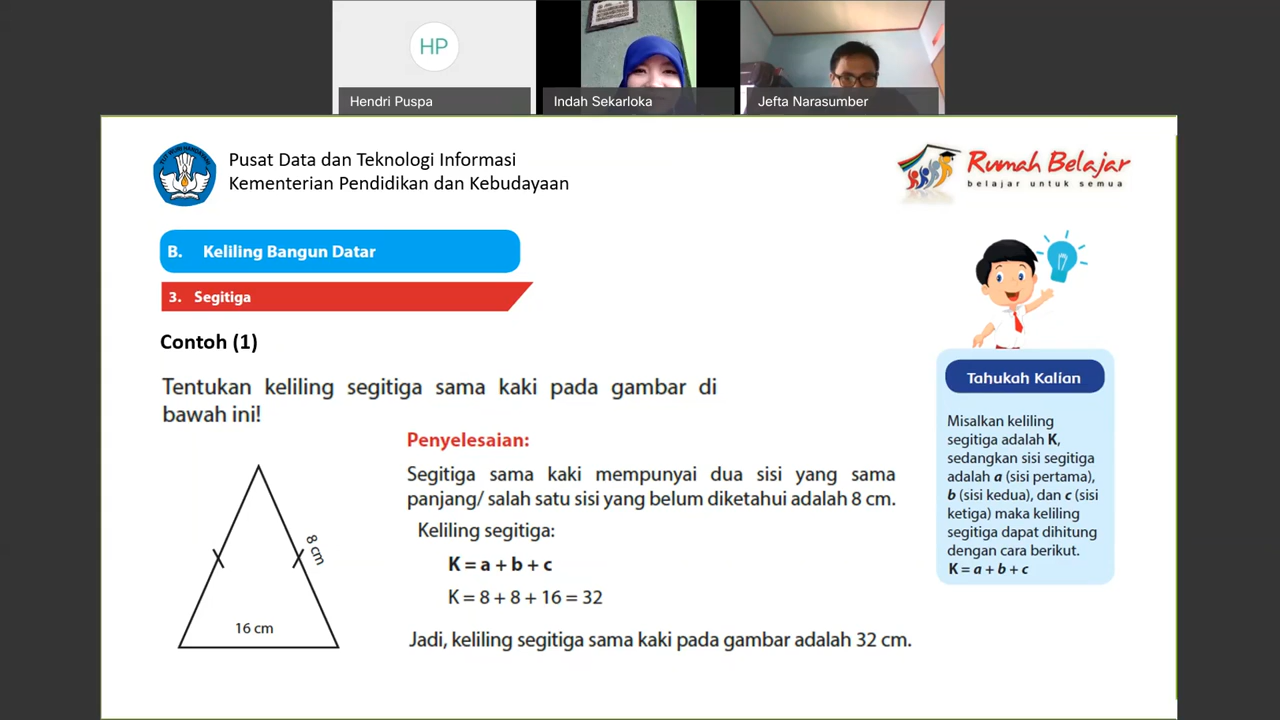 HP
Hendri Puspa
Indah Sekarloka
Jefta Narasumber
Pusat Data dan Teknologi Informasi
Kementerian Pendidikan dan Kebudayaan
Rumah Belajar
belajar untuk semua
B. Keliling Bangun Datar
3. Segitiga
Contoh (1)
Tentukan keliling segitiga sama kaki pada gambar di
bawah ini!
8 cm
16 cm
Penyelesaian:
Segitiga sama kaki mempunyai dua sisi yang sama
panjang/ salah satu sisi yang belum diketahui adalah 8 cm.
Keliling segitiga:
K = a + b + c
K = 8 + 8 + 16 = 32
Jadi, keliling segitiga sama kaki pada gambar adalah 32 cm.
Tahukah Kalian
Misalkan keliling
segitiga adalah K,
sedangkan sisi segitiga
adalah a (sisi pertama),
b (sisi kedua), dan c (sisi
ketiga) maka keliling
segitiga dapat dihitung
dengan cara berikut.
K = a + b + c